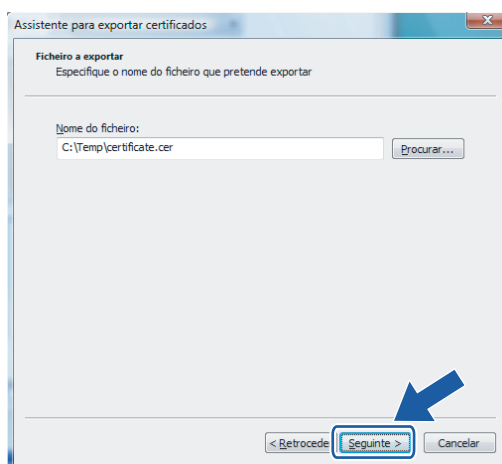 Assistente para exportar certificados
Ficheiro a exportar
Especifique o nome do ficheiro que pretende exportar
Nome do ficheiro:
C:\Temp\certificate.cer
Procurar...
< Retrocede
Seguinte >
Cancelar